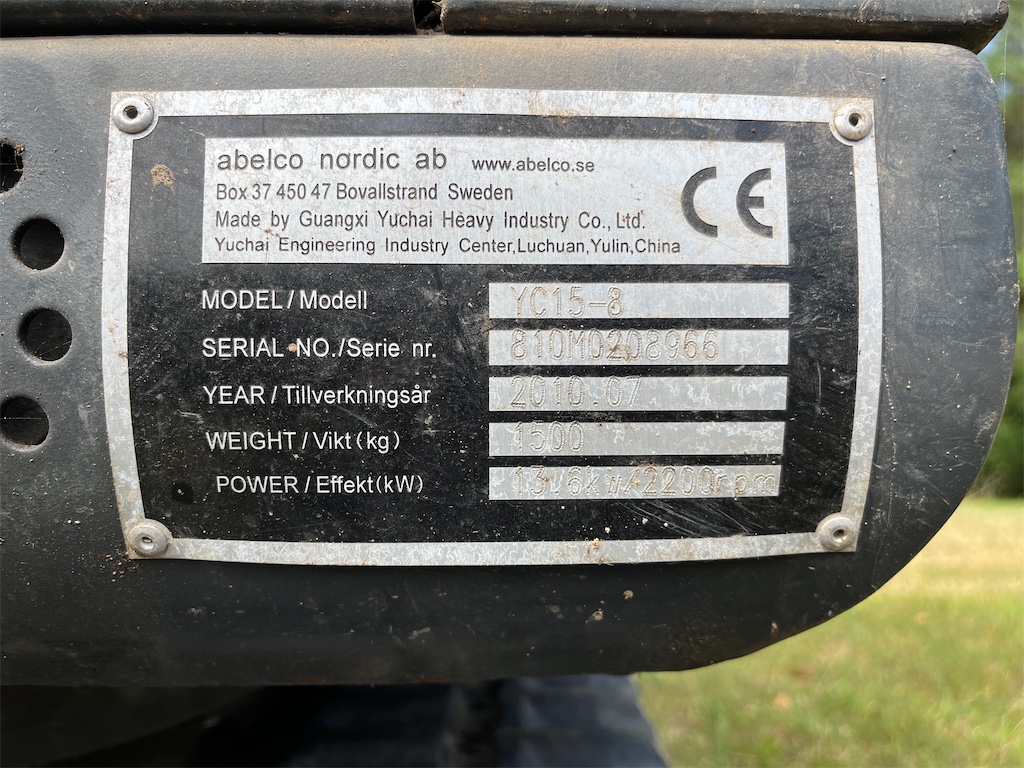 abelco nordic ab www.abelco.se
Box 37 450 47 Bovallstrand Sweden
Made by Guangxi Yuchai Heavy Industry Co., Ltd.
Yuchai Engineering Industry Center,Luchuan,Yulin,China
CE
MODEL/Modell YC15-8
SERIAL NO./Serie nr. 810M0208966
YEAR/Tillverkningsår 2010.07
WEIGHT/Vikt(kg) 1500
POWER/Effekt(kW) 13.6kw/2200rpm